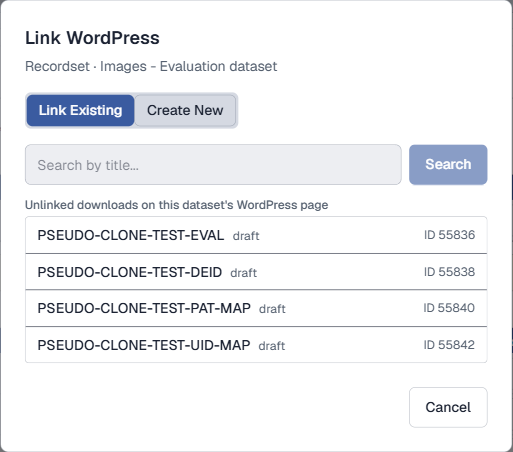 Link WordPress
Recordset · Images - Evaluation dataset
Link Existing Create New
Search by title... Search
Unlinked downloads on this dataset's WordPress page
PSEUDO-CLONE-TEST-EVAL draft ID 55836
PSEUDO-CLONE-TEST-DEID draft ID 55838
PSEUDO-CLONE-TEST-PAT-MAP draft ID 55840
PSEUDO-CLONE-TEST-UID-MAP draft ID 55842
Cancel